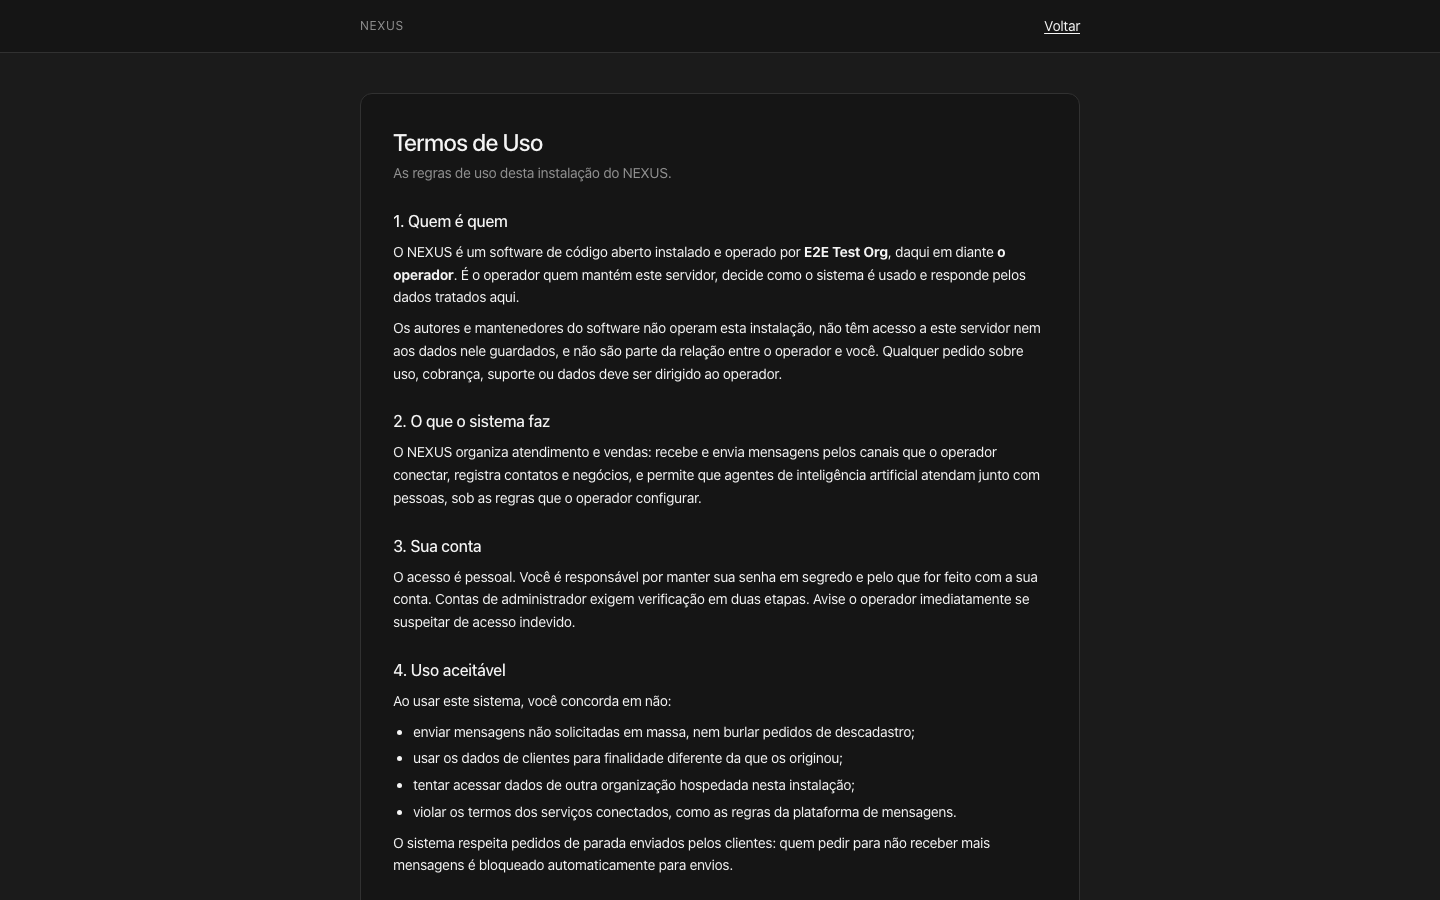 NEXUS
Voltar
Termos de Uso
As regras de uso desta instalação do NEXUS.
1. Quem é quem
O NEXUS é um software de código aberto instalado e operado por E2E Test Org, daqui em diante o
operador. É o operador quem mantém este servidor, decide como o sistema é usado e responde pelos
dados tratados aqui.
Os autores e mantenedores do software não operam esta instalação, não têm acesso a este servidor nem
aos dados nele guardados, e não são parte da relação entre o operador e você. Qualquer pedido sobre
uso, cobrança, suporte ou dados deve ser dirigido ao operador.
2. O que o sistema faz
O NEXUS organiza atendimento e vendas: recebe e envia mensagens pelos canais que o operador
conectar, registra contatos e negócios, e permite que agentes de inteligência artificial atendam junto com
pessoas, sob as regras que o operador configurar.
3. Sua conta
O acesso é pessoal. Você é responsável por manter sua senha em segredo e pelo que for feito com a sua
conta. Contas de administrador exigem verificação em duas etapas. Avise o operador imediatamente se
suspeitar de acesso indevido.
4. Uso aceitável
Ao usar este sistema, você concorda em não:
• enviar mensagens não solicitadas em massa, nem burlar pedidos de descadastro;
• usar os dados de clientes para finalidade diferente da que os originou;
• tentar acessar dados de outra organização hospedada nesta instalação;
• violar os termos dos serviços conectados, como as regras da plataforma de mensagens.
O sistema respeita pedidos de parada enviados pelos clientes: quem pedir para não receber mais
mensagens é bloqueado automaticamente para envios.